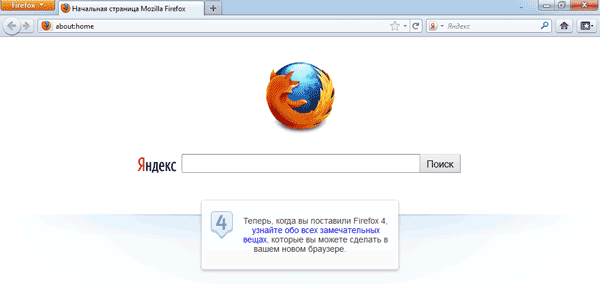 Firefox
Начальная страница Mozilla Firefox
about:home
Яндекс
Яндекс
Поиск
4
Теперь, когда вы поставили Firefox 4,
узнайте обо всех замечательных
вещах, которые вы можете сделать в
вашем новом браузере.